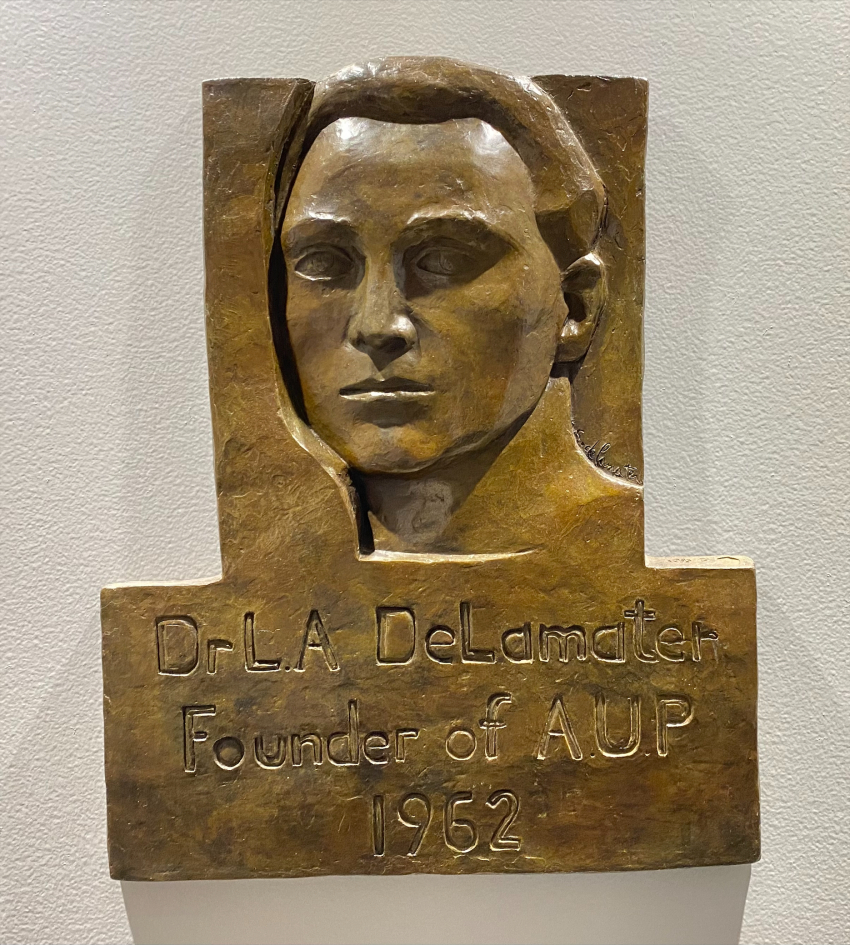 Dr L.A DeLamater
Founder of A.U.P
1962